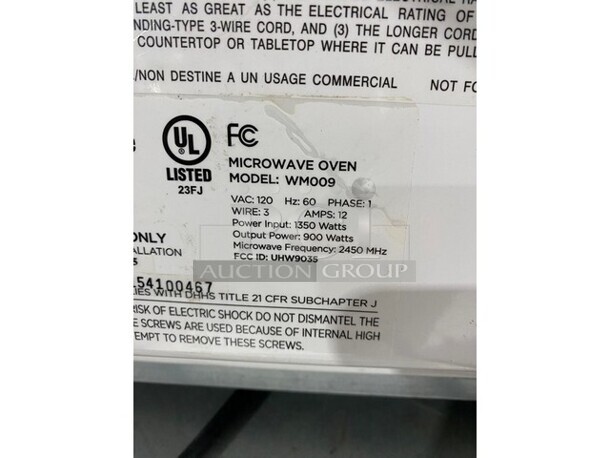 LEAST AS GREAT AS THE ELECTRICAL RATING OF
NDING-TYPE 3-WIRE CORD, AND (3) THE LONGER CORD
COUNTERTOP OR TABLETOP WHERE IT CAN BE PULL
/NON DESTINE A UN USAGE COMMERCIAL NOT FO
UL
LISTED
23FJ
FC
MICROWAVE OVEN
MODEL: WM009
VAC: 120 Hz: 60 PHASE: 1
WIRE: 3 AMPS: 12
Power Input: 1350 Watts
Output Power: 900 Watts
Microwave Frequency: 2450 MHz
FCC ID: UHW9035
ONLY
ALLATION
AUCTION GROUP
54100467
IES WITH DHHS TITLE 21 CFR SUBCHAPTER J
RISK OF ELECTRIC SHOCK DO NOT DISMANTEL THE
E SCREWS ARE USED BECAUSE OF INTERNAL HIGH
EMPT TO REMOVE THESE SCREWS.